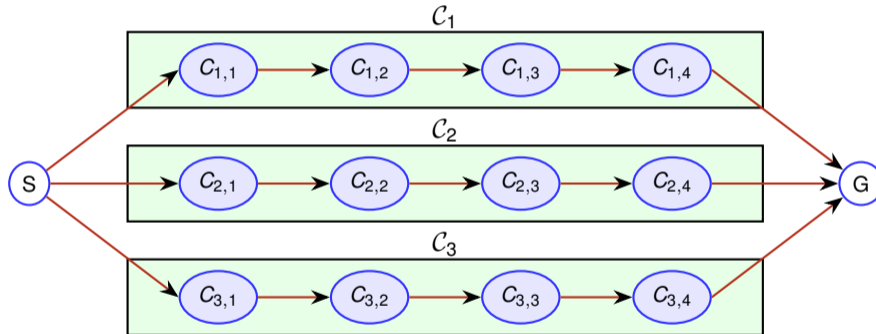 𝒞₁
C₁,₁ C₁,₂ C₁,₃ C₁,₄
𝒞₂
S C₂,₁ C₂,₂ C₂,₃ C₂,₄ G
𝒞₃
C₃,₁ C₃,₂ C₃,₃ C₃,₄